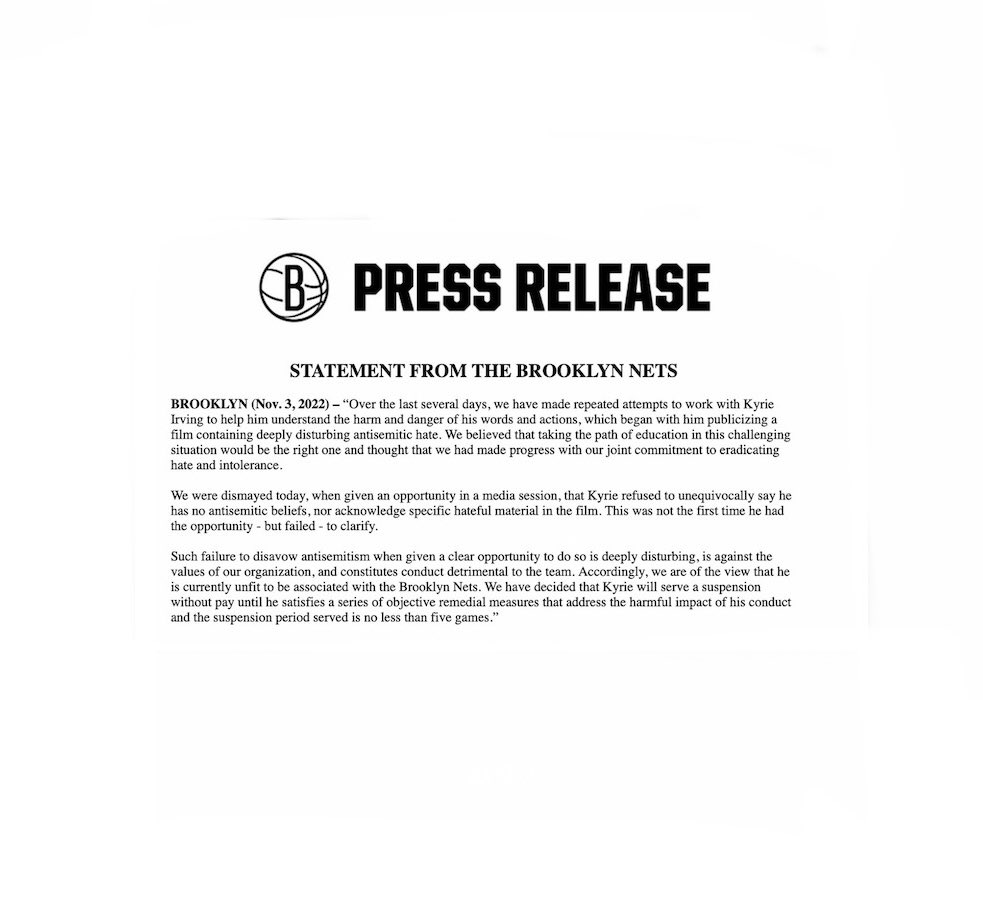 B PRESS RELEASE
STATEMENT FROM THE BROOKLYN NETS
BROOKLYN (Nov. 3, 2022) – “Over the last several days, we have made repeated attempts to work with Kyrie
Irving to help him understand the harm and danger of his words and actions, which began with him publicizing a
film containing deeply disturbing antisemitic hate. We believed that taking the path of education in this challenging
situation would be the right one and thought that we had made progress with our joint commitment to eradicating
hate and intolerance.
We were dismayed today, when given an opportunity in a media session, that Kyrie refused to unequivocally say he
has no antisemitic beliefs, nor acknowledge specific hateful material in the film. This was not the first time he had
the opportunity - but failed - to clarify.
Such failure to disavow antisemitism when given a clear opportunity to do so is deeply disturbing, is against the
values of our organization, and constitutes conduct detrimental to the team. Accordingly, we are of the view that he
is currently unfit to be associated with the Brooklyn Nets. We have decided that Kyrie will serve a suspension
without pay until he satisfies a series of objective remedial measures that address the harmful impact of his conduct
and the suspension period served is no less than five games.”